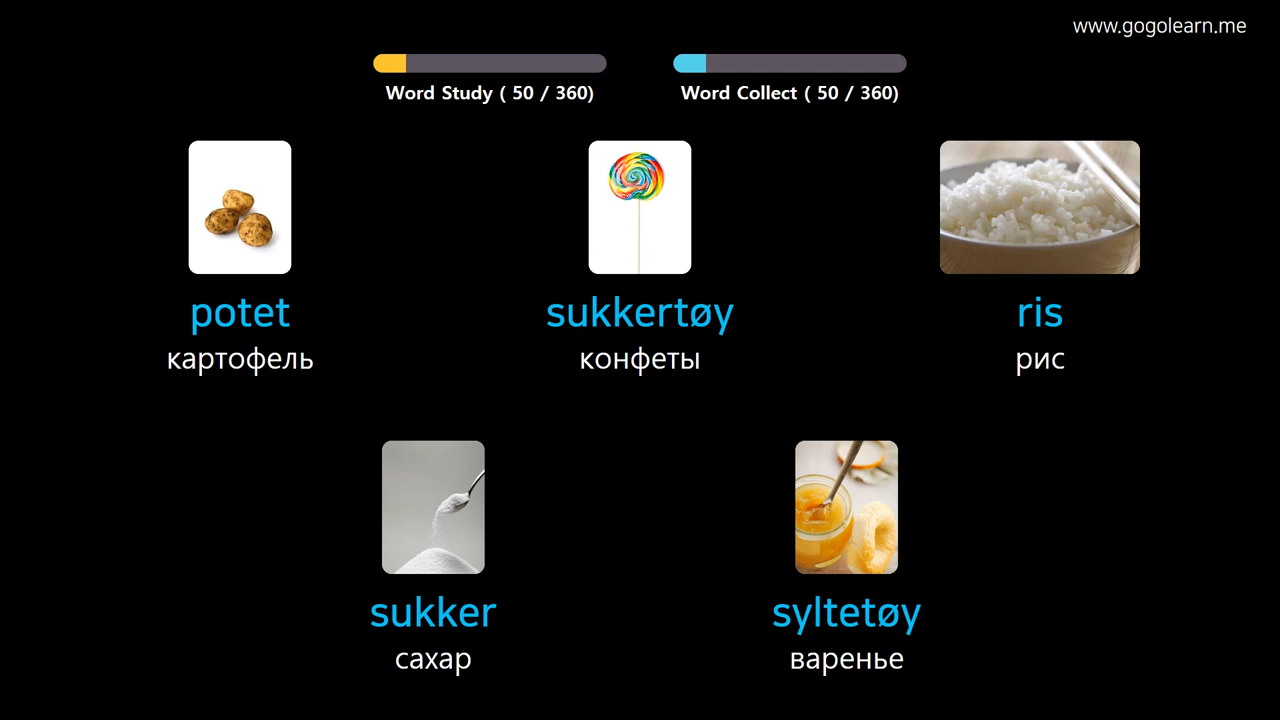 www.gogolearn.me
Word Study ( 50 / 360)
Word Collect ( 50 / 360)
potet
картофель
sukkertøy
конфеты
ris
рис
sukker
сахар
syltetøy
варенье